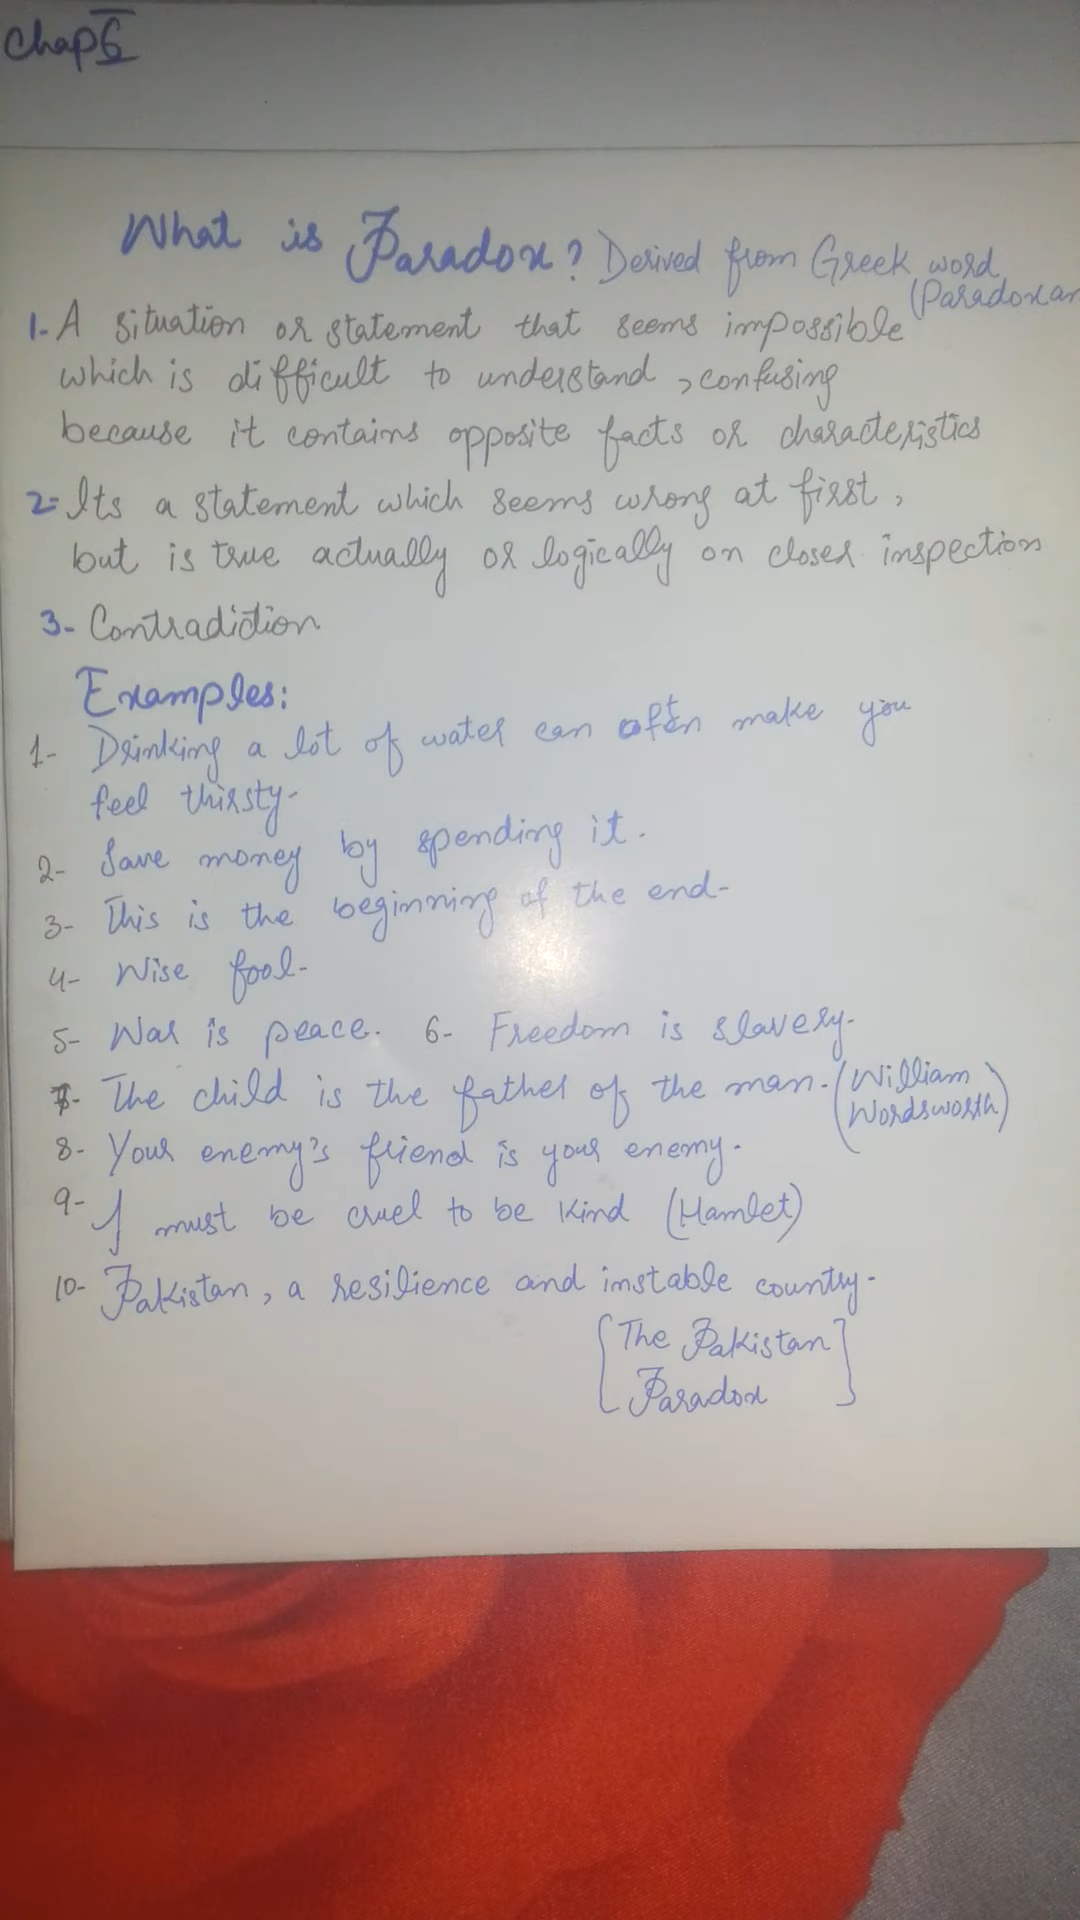 Chap 6
What is Paradox? Derived from Greek word
(Paradoxan
1- A situation or statement that seems impossible
which is difficult to understand, confusing
because it contains opposite facts or characteristics
2- Its a statement which seems wrong at first,
but is true actually or logically on closer inspection
3- Contradiction
Examples:
1- Drinking a lot of water can often make you
feel thirsty-
2- Save money by spending it.
3- This is the beginning of the end-
4- Wise fool-
5- War is peace. 6- Freedom is slavery-
7- The child is the father of the man. (William
Wordsworth)
8- Your enemy's friend is your enemy.
9- I must be cruel to be kind (Hamlet)
10- Pakistan, a resilience and instable country-
[The Pakistan
Paradox]